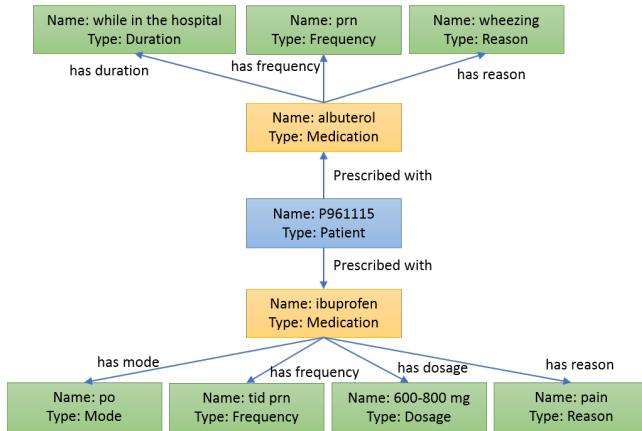 Name: while in the hospital
Type: Duration
Name: prn
Type: Frequency
Name: wheezing
Type: Reason
has duration
has frequency
has reason
Name: albuterol
Type: Medication
Prescribed with
Name: P961115
Type: Patient
Prescribed with
Name: ibuprofen
Type: Medication
has mode
has frequency
has dosage
has reason
Name: po
Type: Mode
Name: tid prn
Type: Frequency
Name: 600-800 mg
Type: Dosage
Name: pain
Type: Reason